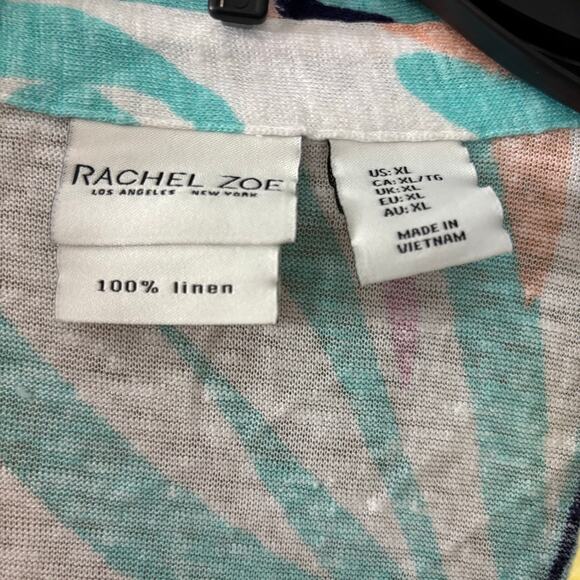 RACHEL ZOE
LOS ANGELES NEW YORK
100% linen
US: XL
CA: XL/TG
UK: XL
EU: XL
AU: XL
MADE IN
VIETNAM